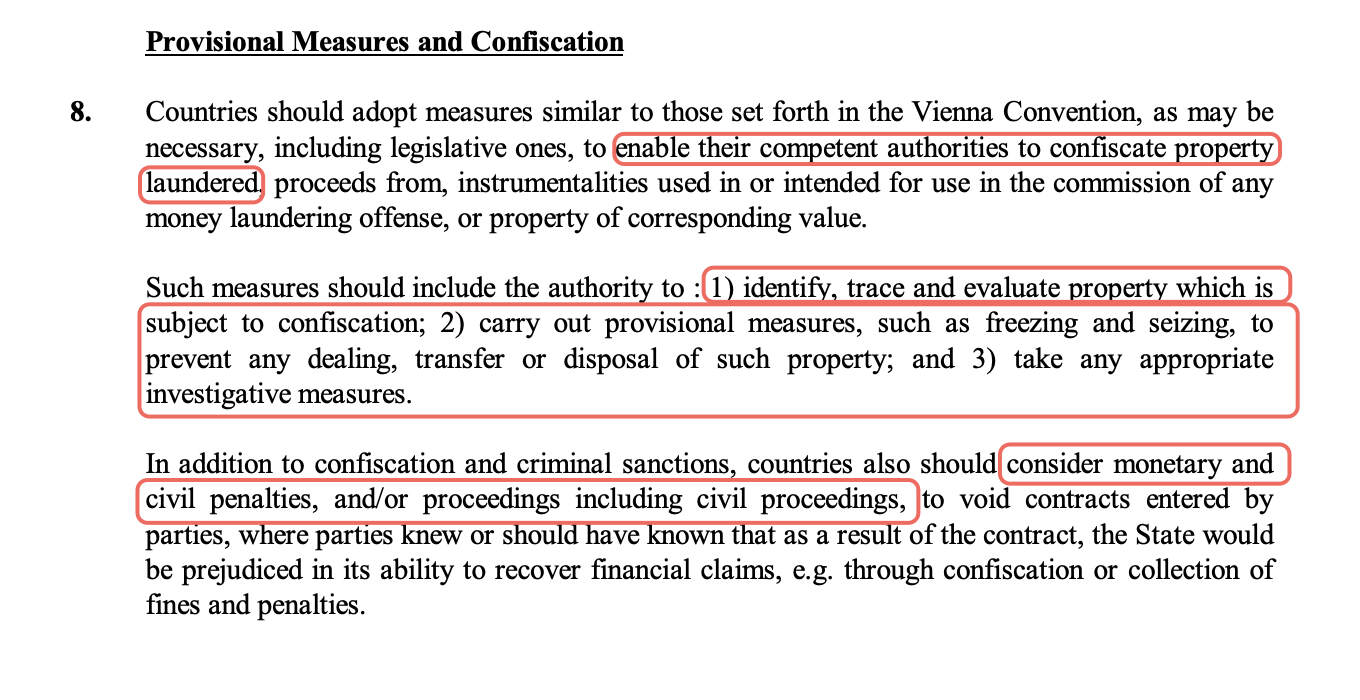 Provisional Measures and Confiscation
8. Countries should adopt measures similar to those set forth in the Vienna Convention, as may be
necessary, including legislative ones, to enable their competent authorities to confiscate property
laundered, proceeds from, instrumentalities used in or intended for use in the commission of any
money laundering offense, or property of corresponding value.
Such measures should include the authority to : 1) identify, trace and evaluate property which is
subject to confiscation; 2) carry out provisional measures, such as freezing and seizing, to
prevent any dealing, transfer or disposal of such property; and 3) take any appropriate
investigative measures.
In addition to confiscation and criminal sanctions, countries also should consider monetary and
civil penalties, and/or proceedings including civil proceedings, to void contracts entered by
parties, where parties knew or should have known that as a result of the contract, the State would
be prejudiced in its ability to recover financial claims, e.g. through confiscation or collection of
fines and penalties.